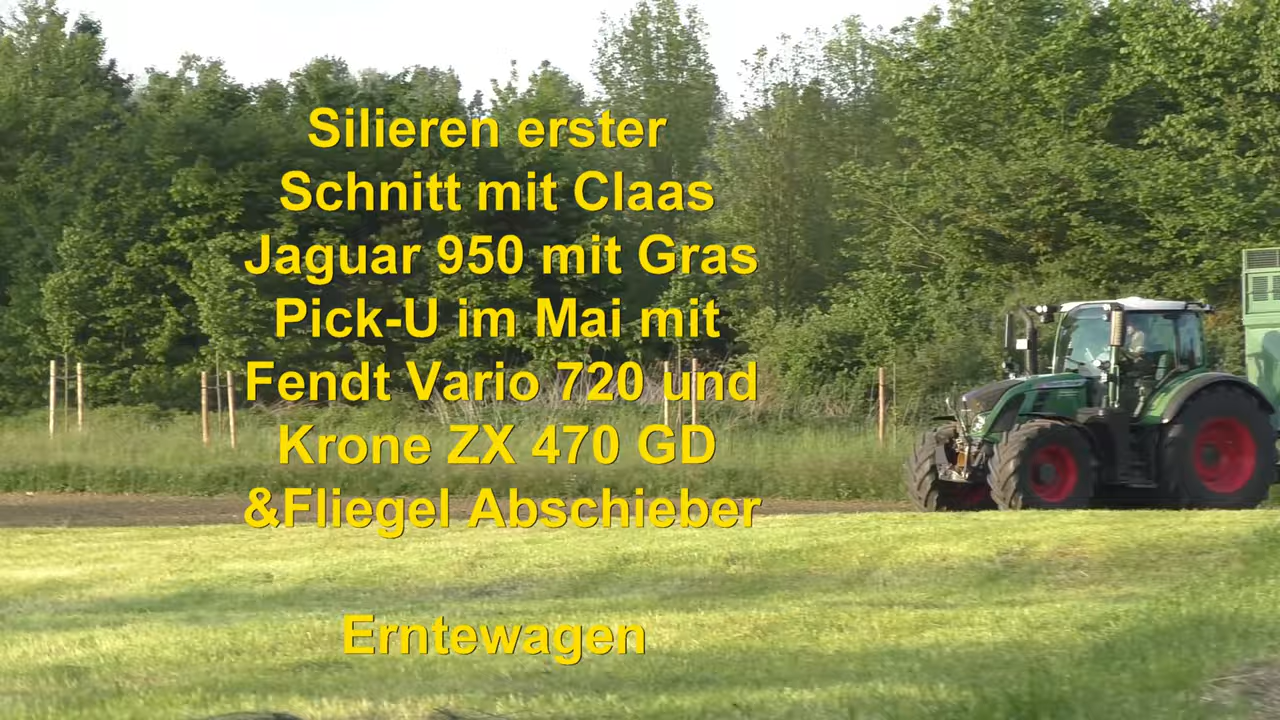 Silieren erster
Schnitt mit Claas
Jaguar 950 mit Gras
Pick-U im Mai mit
Fendt Vario 720 und
Krone ZX 470 GD
&Fliegel Abschieber
Erntewagen